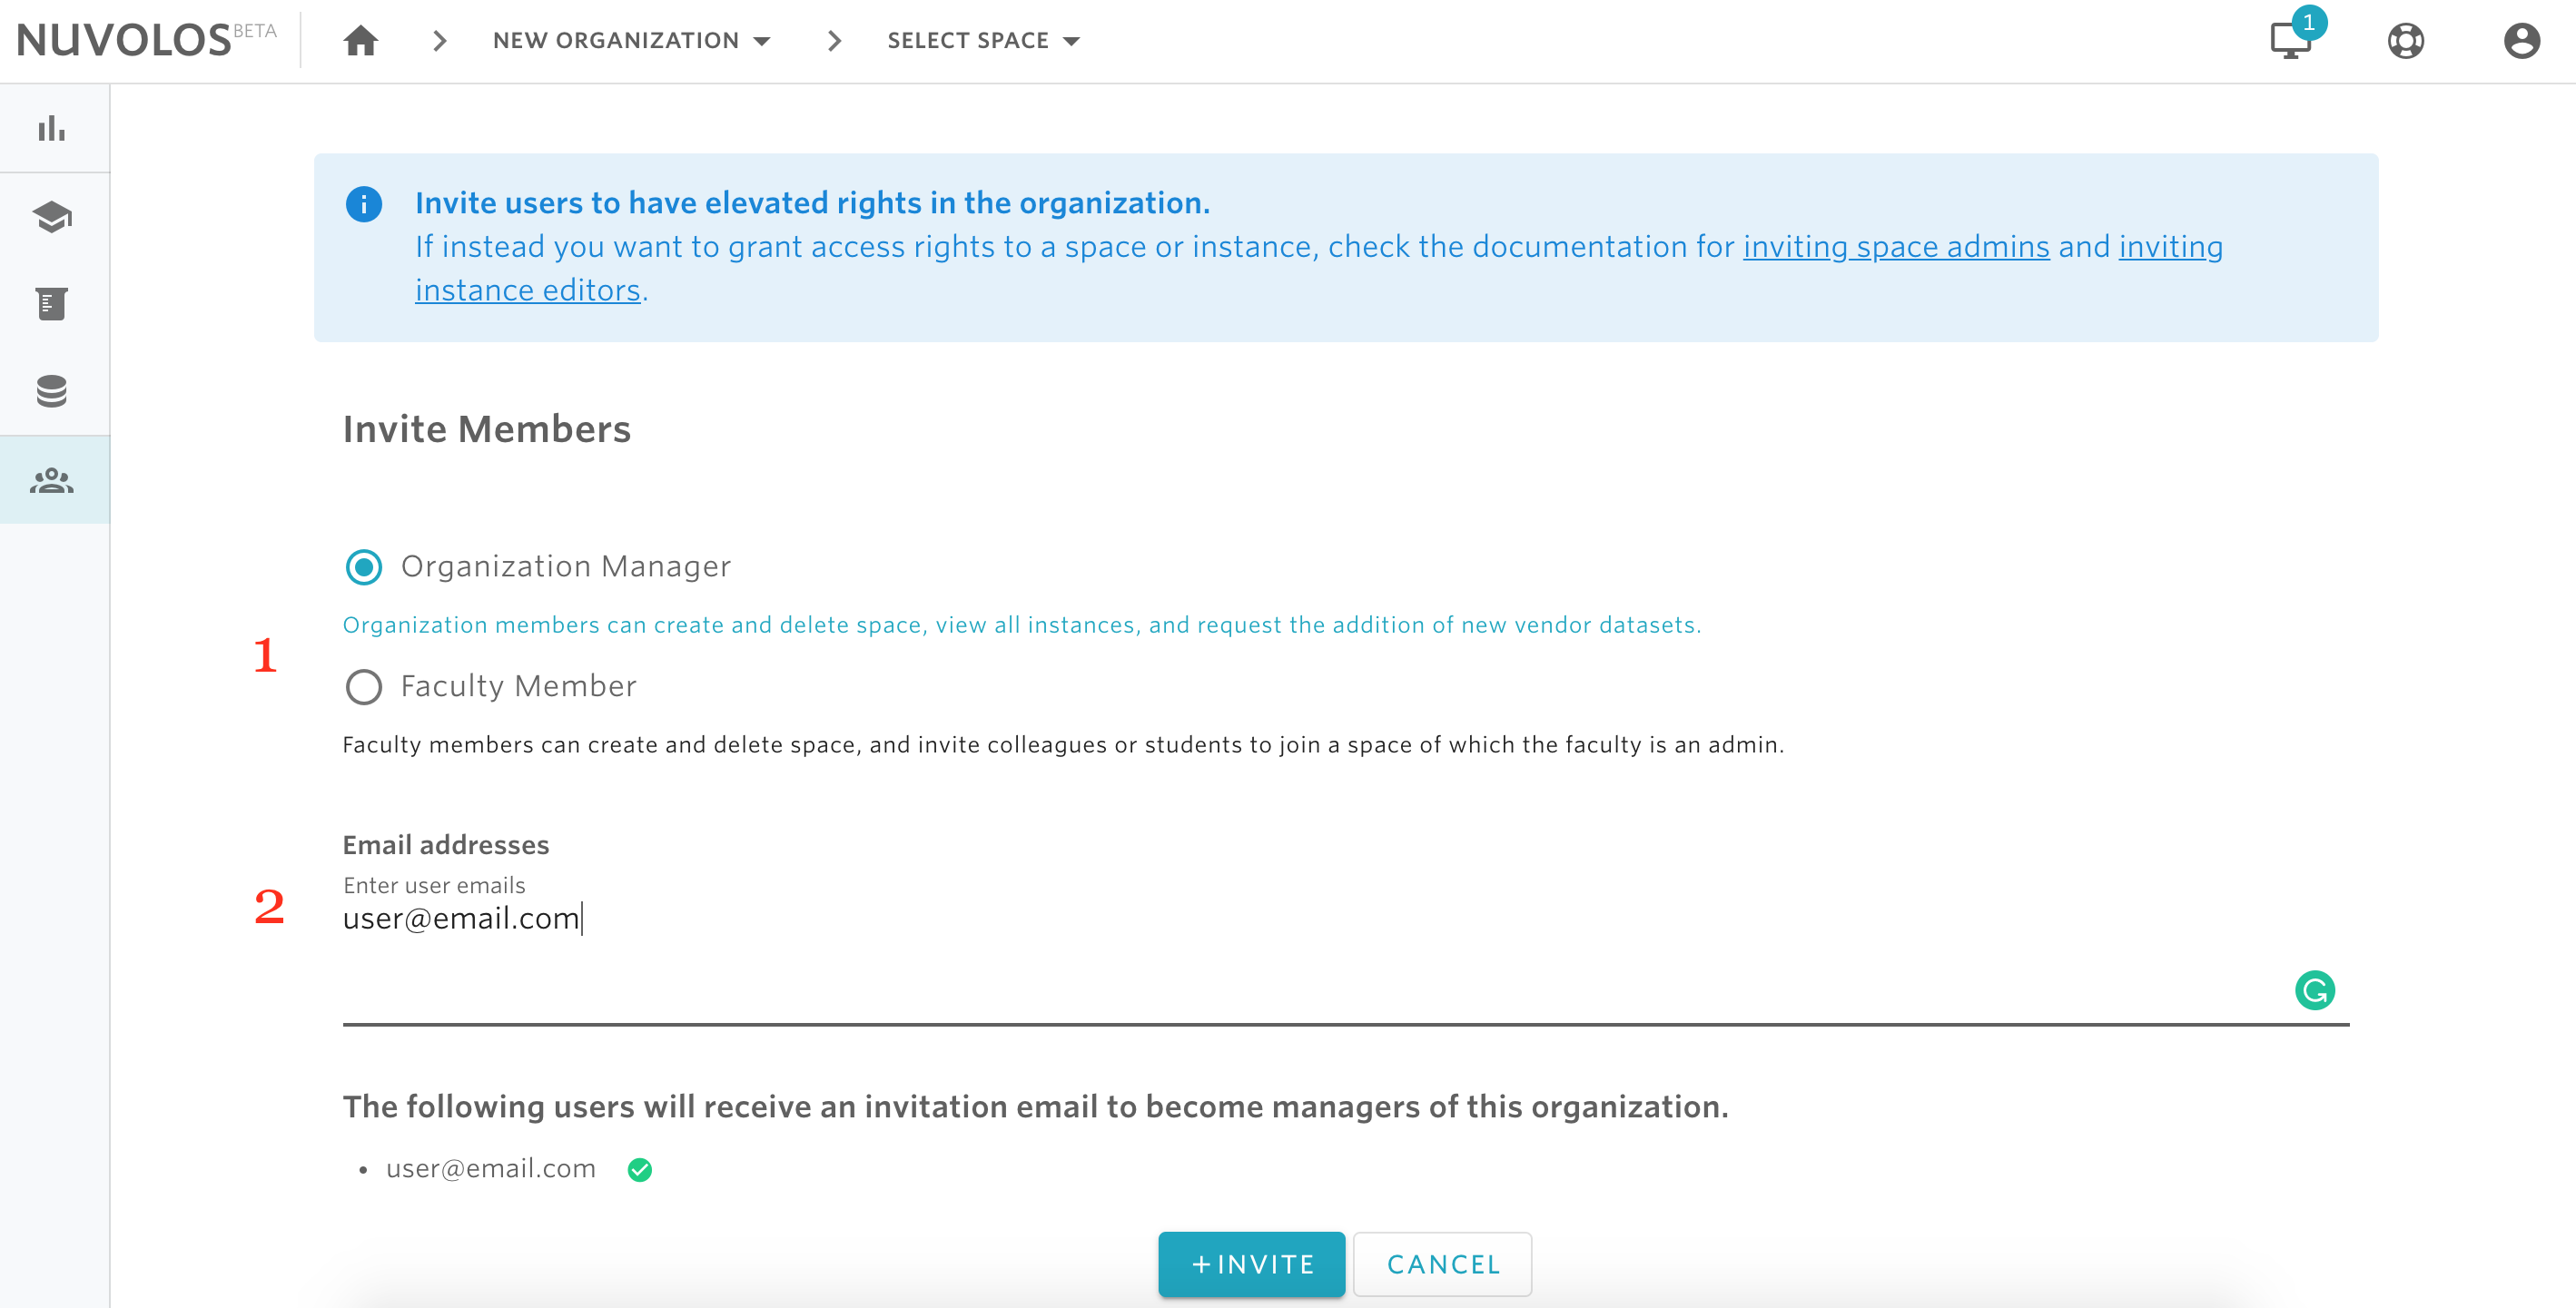 NUVOLOS BETA NEW ORGANIZATION SELECT SPACE 1
Invite users to have elevated rights in the organization.
If instead you want to grant access rights to a space or instance, check the documentation for inviting space admins and inviting
instance editors.
Invite Members
Organization Manager
Organization members can create and delete space, view all instances, and request the addition of new vendor datasets.
1
Faculty Member
Faculty members can create and delete space, and invite colleagues or students to join a space of which the faculty is an admin.
Email addresses
Enter user emails
2
user@email.com
The following users will receive an invitation email to become managers of this organization.
• user@email.com
+INVITE CANCEL